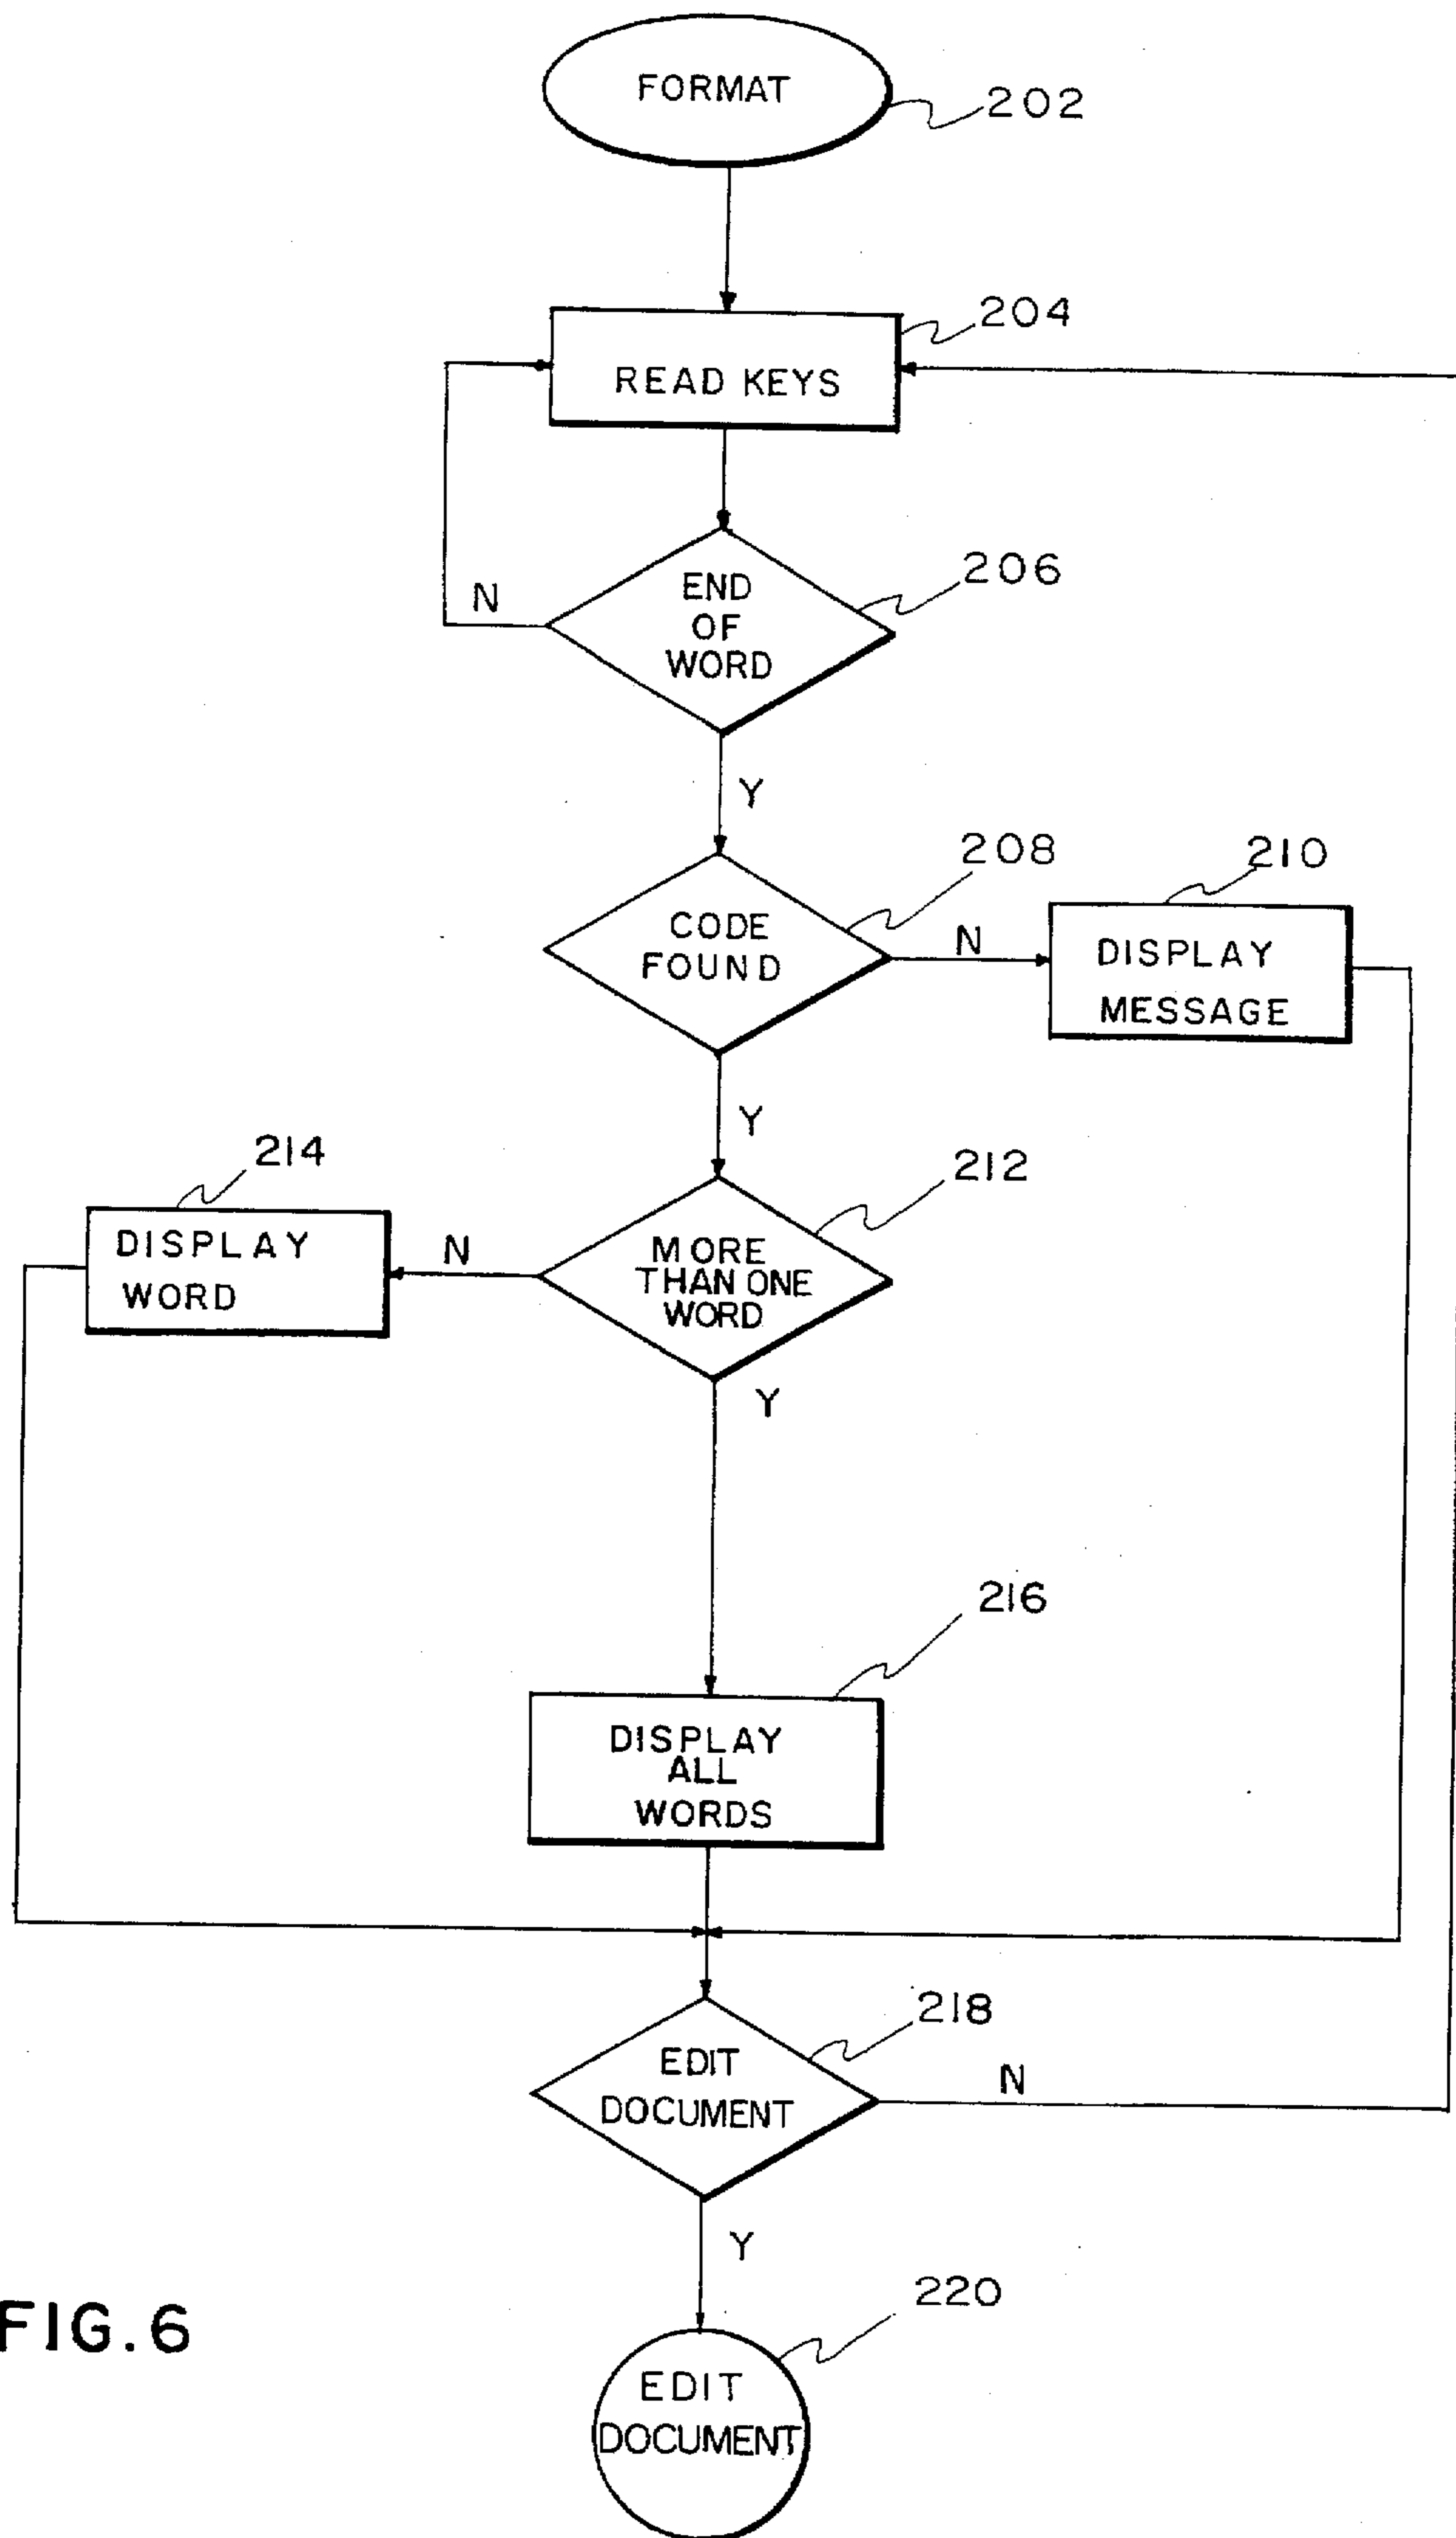 FORMAT
202
204
READ KEYS
206
END
OF
WORD
N
Y
208
210
CODE
FOUND
N
DISPLAY
MESSAGE
Y
214
212
DISPLAY
WORD
N
MORE
THAN ONE
WORD
Y
216
DISPLAY
ALL
WORDS
218
EDIT
DOCUMENT
N
Y
220
FIG.6
EDIT
DOCUMENT